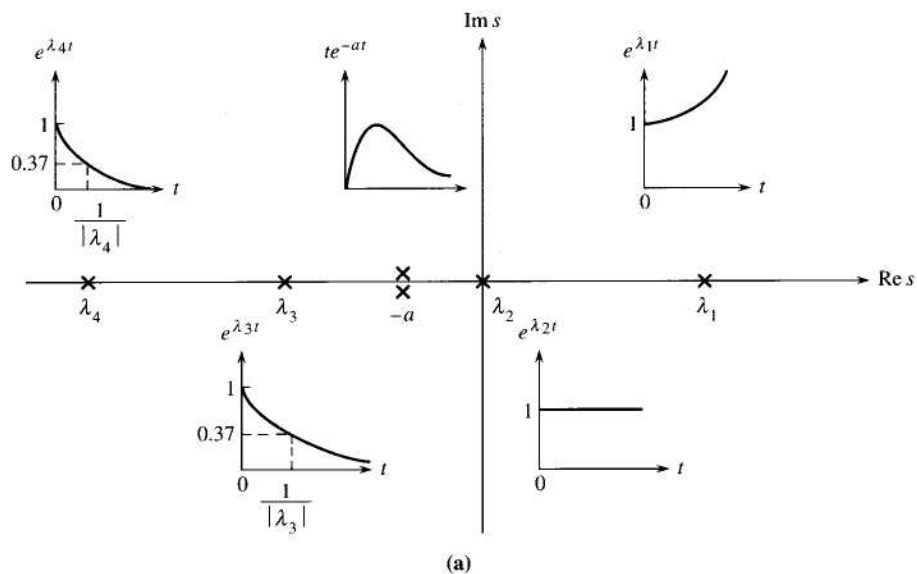 Im s
e^{λ₄t}
te^{-at}
e^{λ₁t}
1
0.37
0
t
1
|λ₄|
1
0
t
Re s
λ₄
λ₃
-a
λ₂
λ₁
e^{λ₃t}
e^{λ₂t}
1
0.37
0
t
1
|λ₃|
1
0
t
(a)